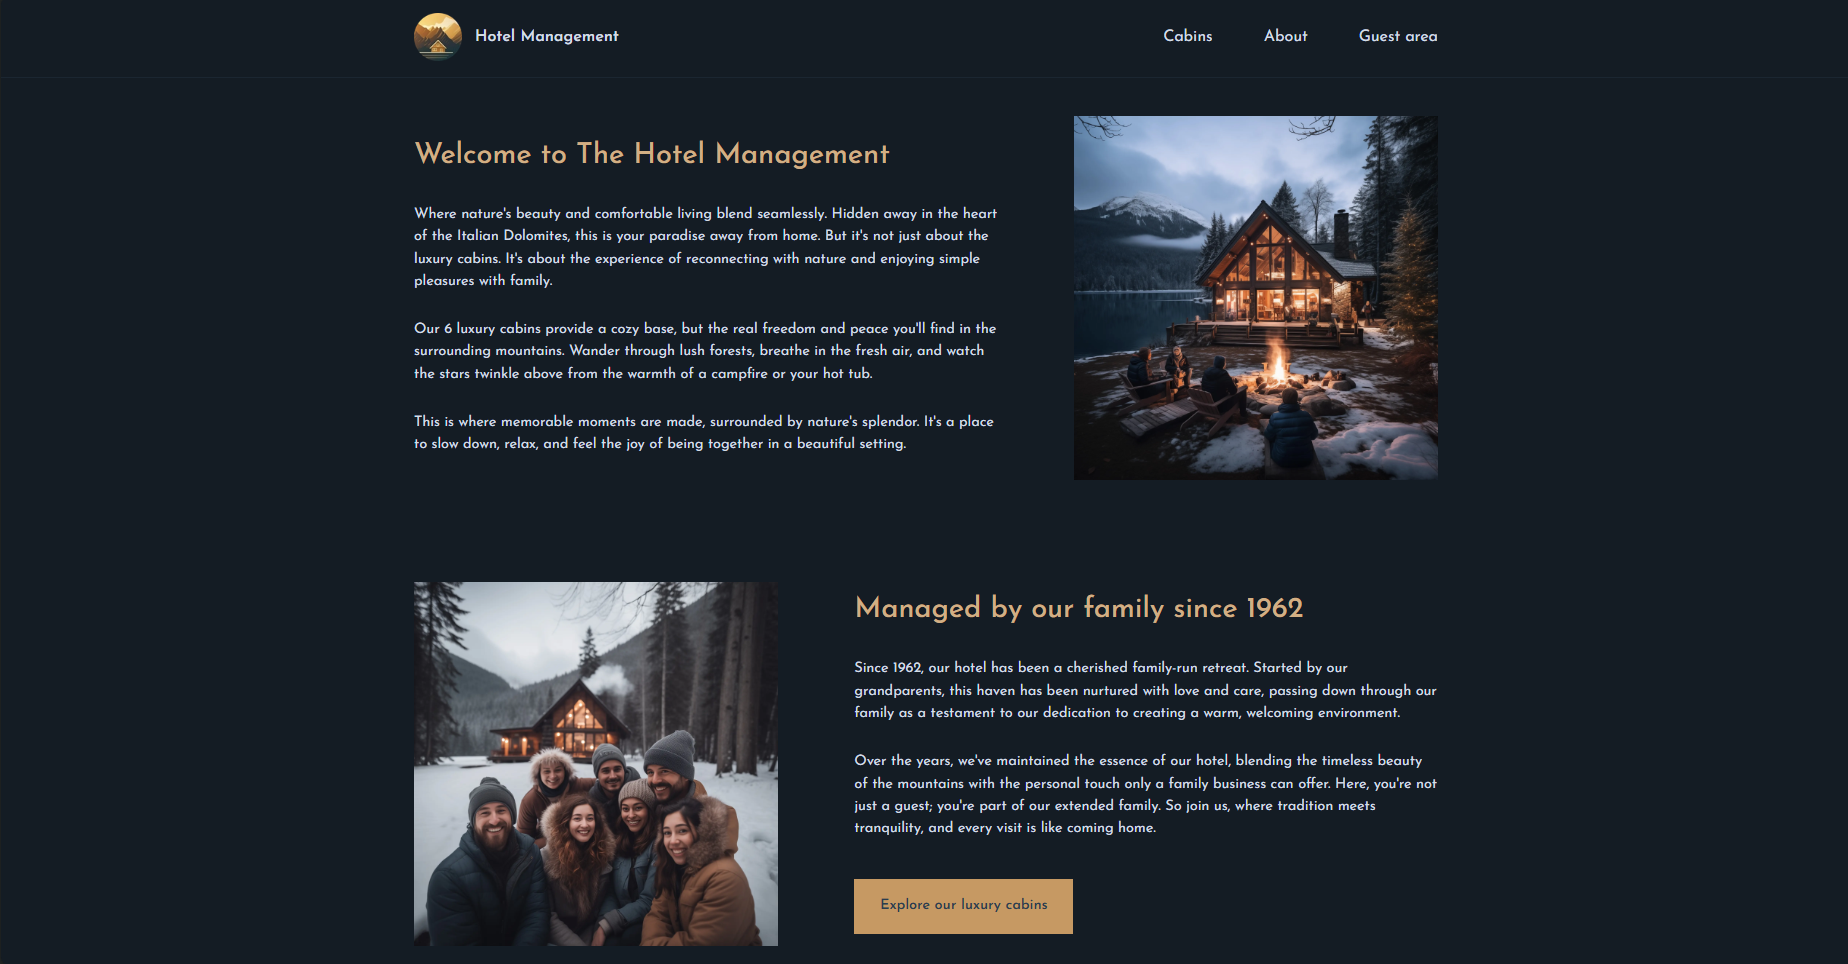 Hotel Management
Cabins
About
Guest area
Welcome to The Hotel Management
Where nature's beauty and comfortable living blend seamlessly. Hidden away in the heart
of the Italian Dolomites, this is your paradise away from home. But it's not just about the
luxury cabins. It's about the experience of reconnecting with nature and enjoying simple
pleasures with family.
Our 6 luxury cabins provide a cozy base, but the real freedom and peace you'll find in the
surrounding mountains. Wander through lush forests, breathe in the fresh air, and watch
the stars twinkle above from the warmth of a campfire or your hot tub.
This is where memorable moments are made, surrounded by nature's splendor. It's a place
to slow down, relax, and feel the joy of being together in a beautiful setting.
Managed by our family since 1962
Since 1962, our hotel has been a cherished family-run retreat. Started by our
grandparents, this haven has been nurtured with love and care, passing down through our
family as a testament to our dedication to creating a warm, welcoming environment.
Over the years, we've maintained the essence of our hotel, blending the timeless beauty
of the mountains with the personal touch only a family business can offer. Here, you're not
just a guest; you're part of our extended family. So join us, where tradition meets
tranquility, and every visit is like coming home.
Explore our luxury cabins